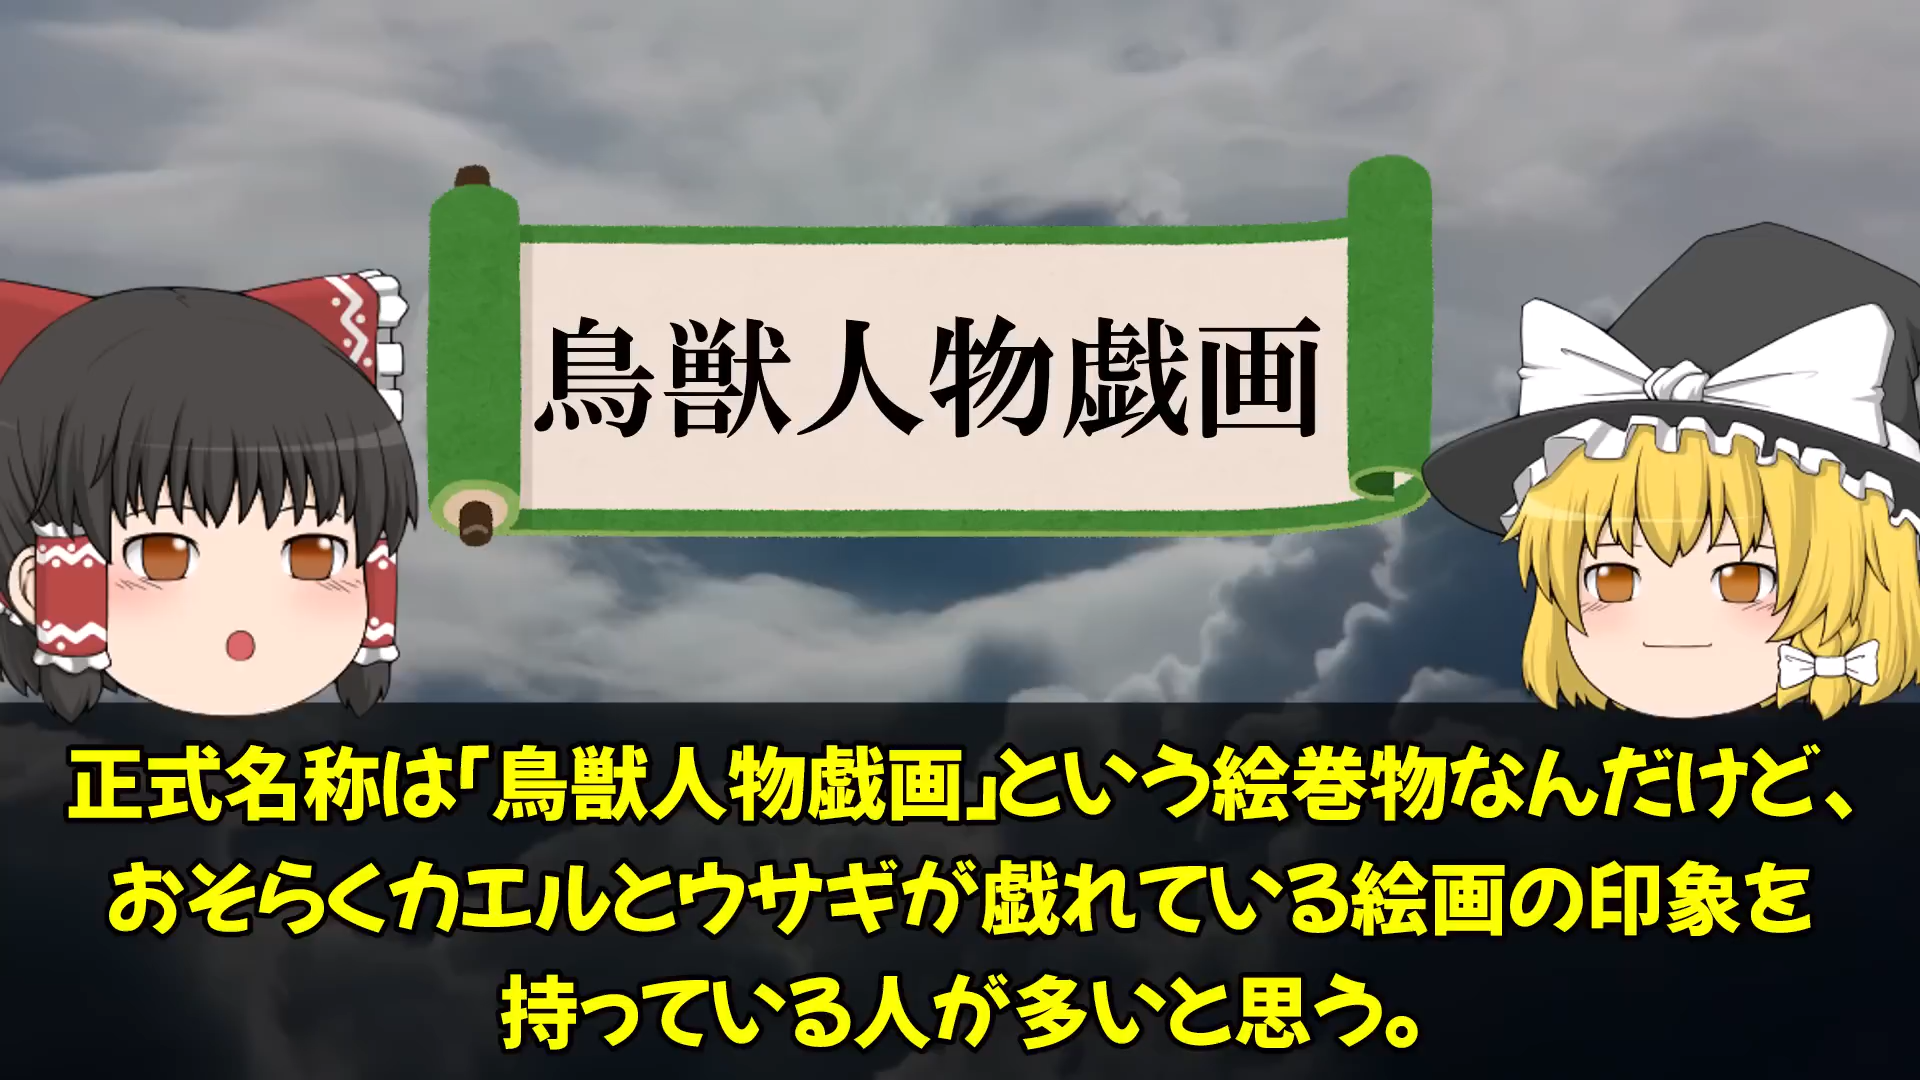 鳥獣人物戯画
正式名称は「鳥獣人物戯画」という絵巻物なんだけど、
おそらくカエルとウサギが戯れている絵画の印象を
持っている人が多いと思う。